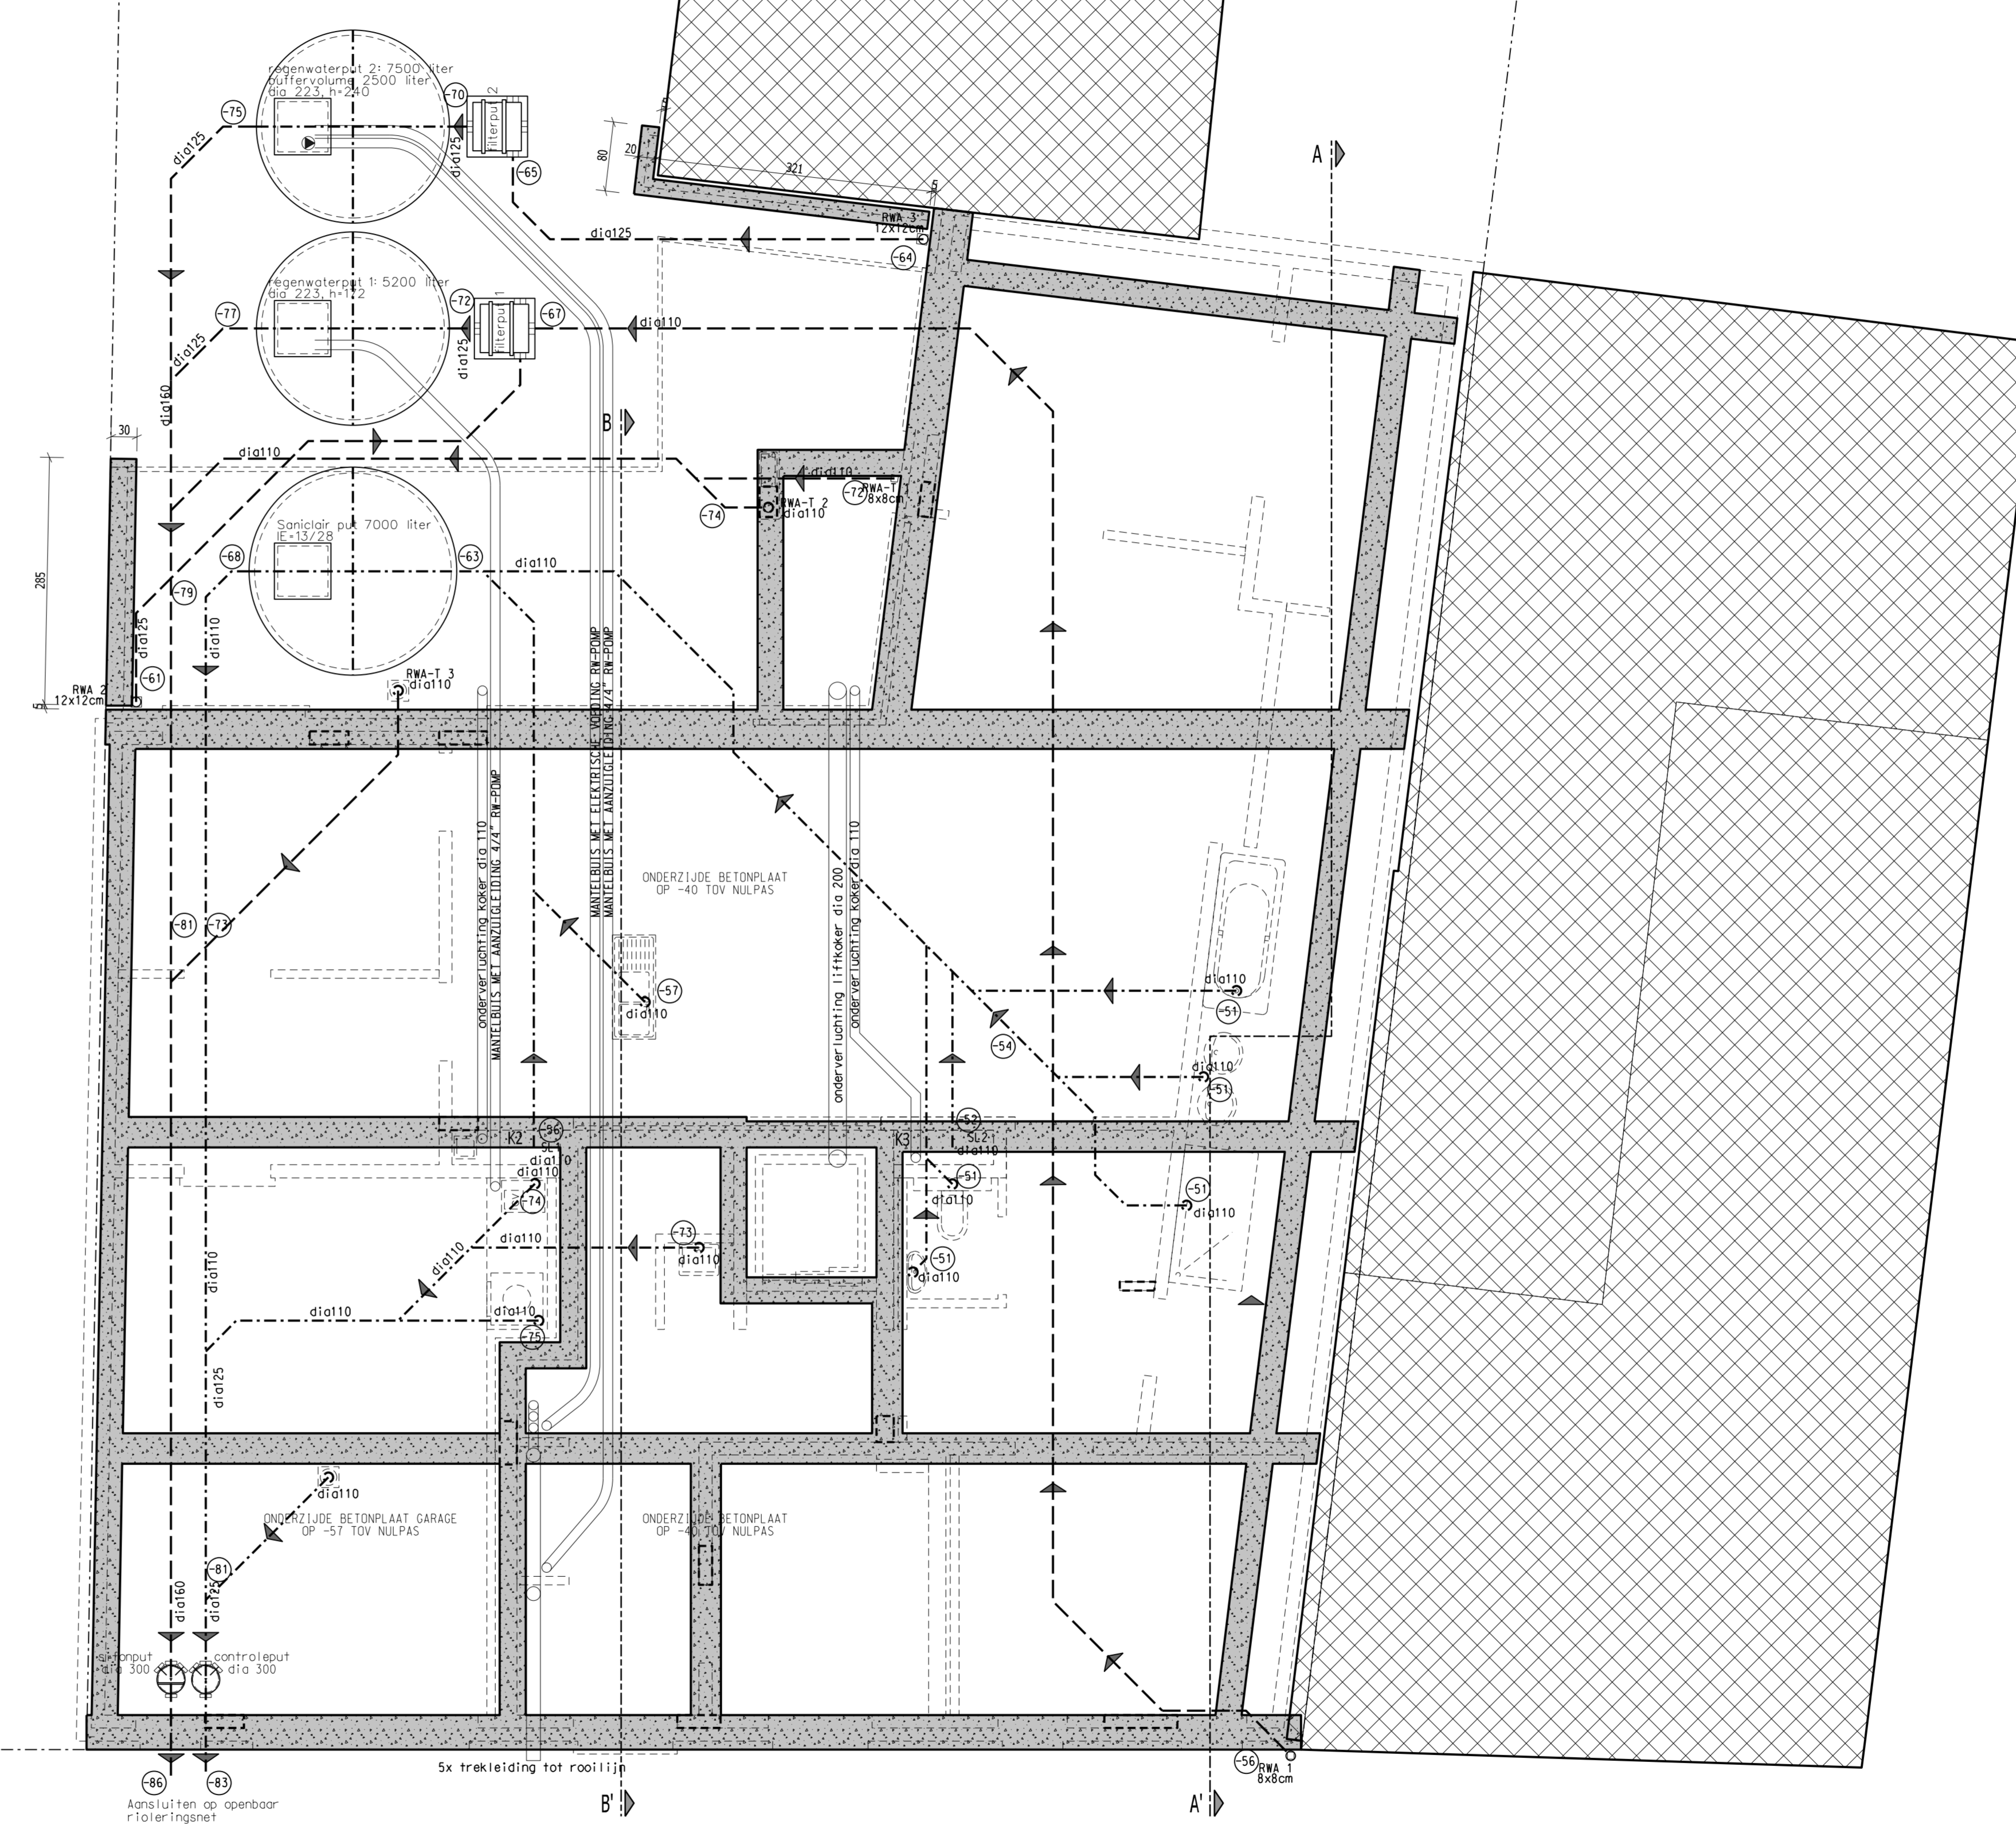 regenwaterput 2: 7500 liter
buffervolume 2500 liter
dia 223, h=240
-75
-70
Filterput 2
dia125
dia125
-65
5
80
20
321
5
A
RWA 3
12x12cm
dia125
-64
regenwaterput 1: 5200 liter
dia 223, h=172
-77
-72
Filterput 1
-67
dia110
dia125
dia125
dia160
B
30
dia110
dia110
-72
RWA-T
8x8cm
RWA-T 2
dia110
-74
Saniclair put 7000 liter
IE=13/28
-68
-63
dia110
285
-79
dia125
dia110
-61
RWA 2
12x12cm
5
RWA-T 3
dia110
onderverluchting koker dia 110
MANTELBUIS MET AANZUIGLEIDING 4/4" RW-POMP
MANTELBUIS MET ELEKTRISCHE VOEDING RW-POMP
MANTELBUIS MET AANZUIGLEIDING 4/4" RW-POMP
ONDERZIJDE BETONPLAAT
OP -40 TOV NULPAS
onderverluchting liftkoker dia 200
onderverluchting koker dia 110
-81
-73
-57
dia110
dia110
-51
-54
dia110
-51
K2
-56
dia110
dia110
-74
K3
-52
SL2
dia110
-51
dia110
-51
dia110
dia110
-73
dia110
dia110
-51
dia110
dia110
dia110
dia110
-75
dia125
dia110
ONDERZIJDE BETONPLAAT GARAGE
OP -57 TOV NULPAS
ONDERZIJDE BETONPLAAT
OP -40 TOV NULPAS
-81
dia160
dia125
sifonput
dia 300
controleput
dia 300
5x trekleiding tot rooilijn
-86
-83
Aansluiten op openbaar
rioleringsnet
B'
A'
-56
RWA 1
8x8cm